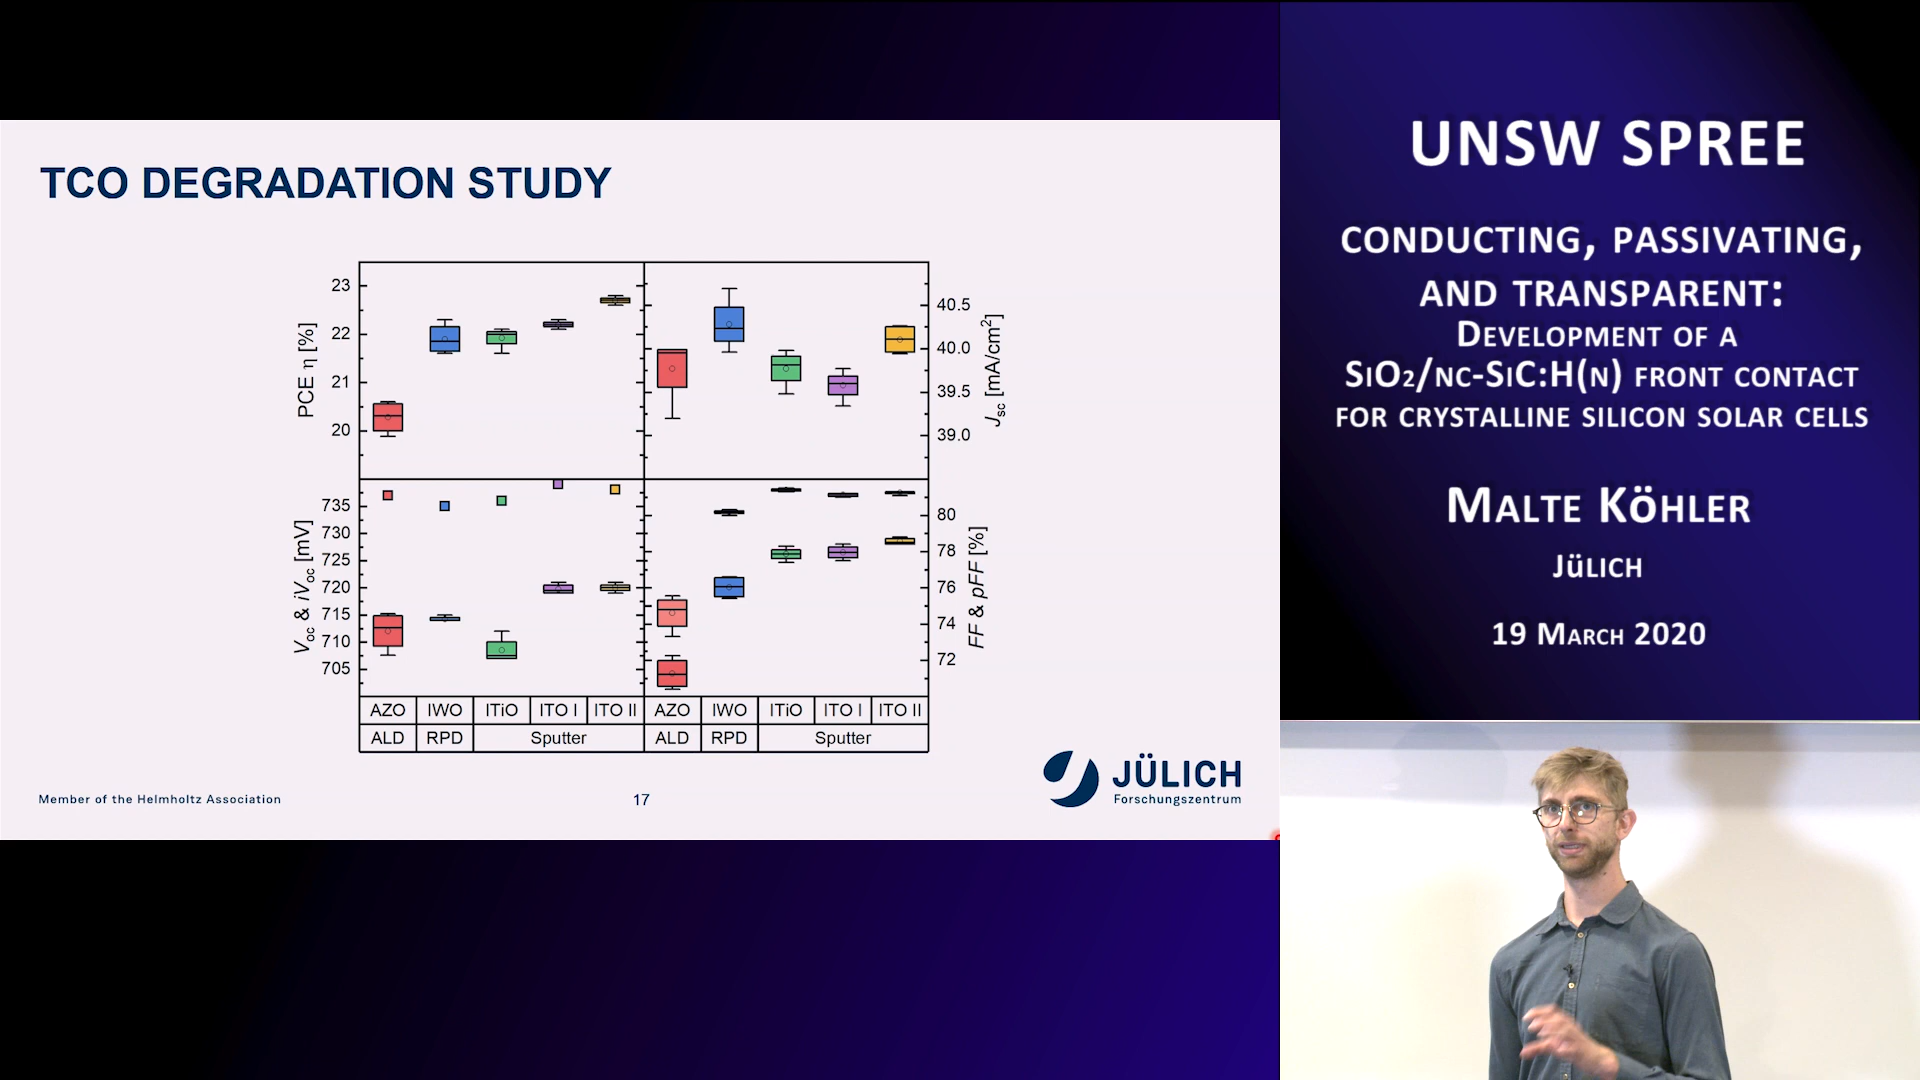 TCO DEGRADATION STUDY
PCE η [%]
23
22
21
20
40.5
40.0
39.5
39.0
Jsc [mA/cm2]
Voc & iVoc [mV]
735
730
725
720
715
710
705
80
78
76
74
72
FF & pFF [%]
AZO IWO ITiO ITO I ITO II AZO IWO ITiO ITO I ITO II
ALD RPD Sputter ALD RPD Sputter
Member of the Helmholtz Association
17
JÜLICH
Forschungszentrum
UNSW SPREE
CONDUCTING, PASSIVATING,
AND TRANSPARENT:
DEVELOPMENT OF A
SIO2/NC-SIC:H(N) FRONT CONTACT
FOR CRYSTALLINE SILICON SOLAR CELLS
MALTE KÖHLER
JÜLICH
19 MARCH 2020